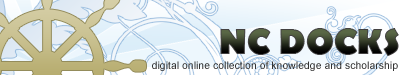 NC DOCKS
digital online collection of knowledge and scholarship